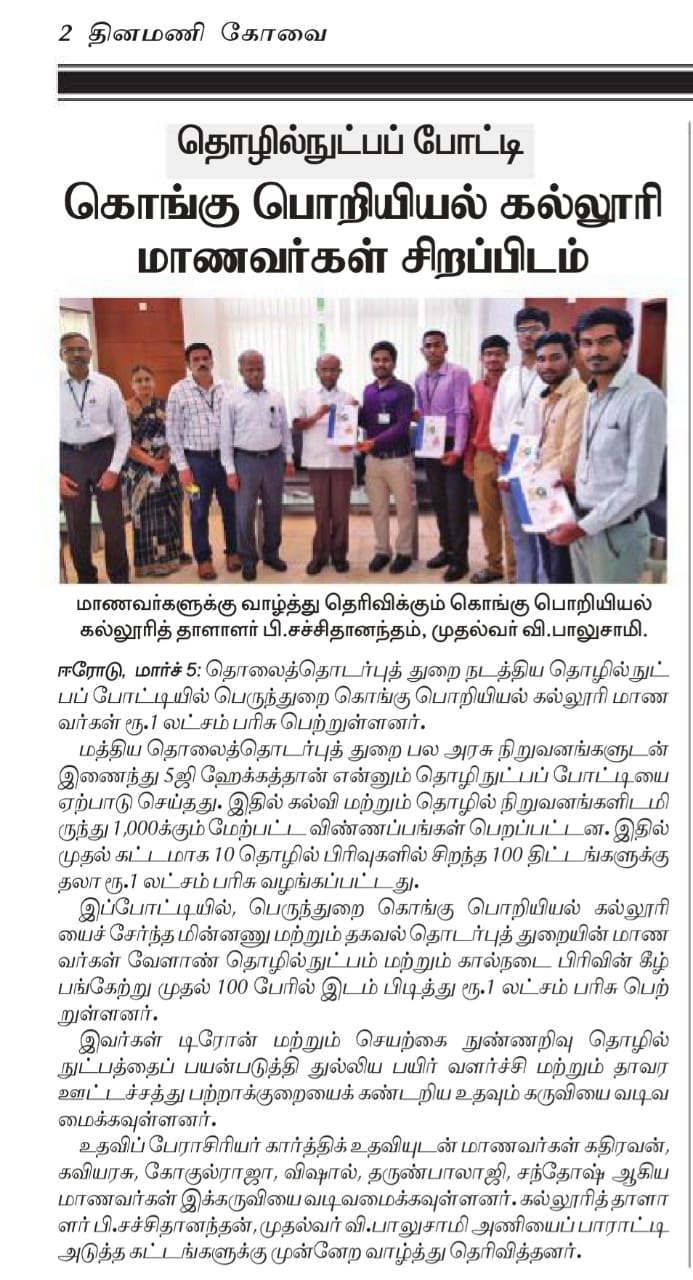 2 தினமணி கோவை
தொழில்நுட்பப் போட்டி
கொங்கு பொறியியல் கல்லூரி
மாணவர்கள் சிறப்பிடம்
மாணவர்களுக்கு வாழ்த்து தெரிவிக்கும் கொங்கு பொறியியல்
கல்லூரித் தாளாளர் பி.சச்சிதானந்தம், முதல்வர் வி.பாலுசாமி.
ஈரோடு, மார்ச் 5: தொலைத்தொடர்புத் துறை நடத்திய தொழில்நுட்
பப் போட்டியில் பெருந்துறை கொங்கு பொறியியல் கல்லூரி மாண
வர்கள் ரூ.1 லட்சம் பரிசு பெற்றுள்ளனர்.
மத்திய தொலைத்தொடர்புத் துறை பல அரசு நிறுவனங்களுடன்
இணைந்து 5ஜி ஹேக்கத்தான் என்னும் தொழிநுட்பப் போட்டியை
ஏற்பாடு செய்தது. இதில் கல்வி மற்றும் தொழில் நிறுவனங்களிடமி
ருந்து 1,000க்கும் மேற்பட்ட விண்ணப்பங்கள் பெறப்பட்டன. இதில்
முதல் கட்டமாக 10 தொழில் பிரிவுகளில் சிறந்த 100 திட்டங்களுக்கு
தலா ரூ.1 லட்சம் பரிசு வழங்கப்பட்டது.
இப்போட்டியில், பெருந்துறை கொங்கு பொறியியல் கல்லூரி
யைச் சேர்ந்த மின்னணு மற்றும் தகவல் தொடர்புத் துறையின் மாண
வர்கள் வேளாண் தொழில்நுட்பம் மற்றும் கால்நடை பிரிவின் கீழ்
பங்கேற்று முதல் 100 பேரில் இடம் பிடித்து ரூ.1 லட்சம் பரிசு பெற்
றுள்ளனர்.
இவர்கள் டிரோன் மற்றும் செயற்கை நுண்ணறிவு தொழில்
நுட்பத்தைப் பயன்படுத்தி துல்லிய பயிர் வளர்ச்சி மற்றும் தாவர
ஊட்டச்சத்து பற்றாக்குறையைக் கண்டறிய உதவும் கருவியை வடிவ
மைக்கவுள்ளனர்.
உதவிப் பேராசிரியர் கார்த்திக் உதவியுடன் மாணவர்கள் கதிரவன்,
கவியரசு, கோகுல்ராஜா, விஷால், தருண்பாலாஜி, சந்தோஷ் ஆகிய
மாணவர்கள் இக்கருவியை வடிவமைக்கவுள்ளனர். கல்லூரித் தாளா
ளர் பி.சச்சிதானந்தன், முதல்வர் வி.பாலுசாமி அணியைப் பாராட்டி
அடுத்த கட்டங்களுக்கு முன்னேற வாழ்த்து தெரிவித்தனர்.